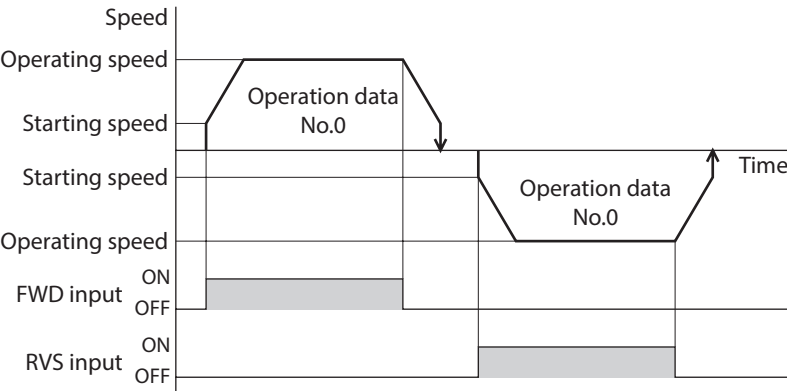 Speed
Operating speed
Operation data
No.0
Starting speed
Time
Starting speed
Operation data
No.0
Operating speed
ON
FWD input
OFF
ON
RVS input
OFF